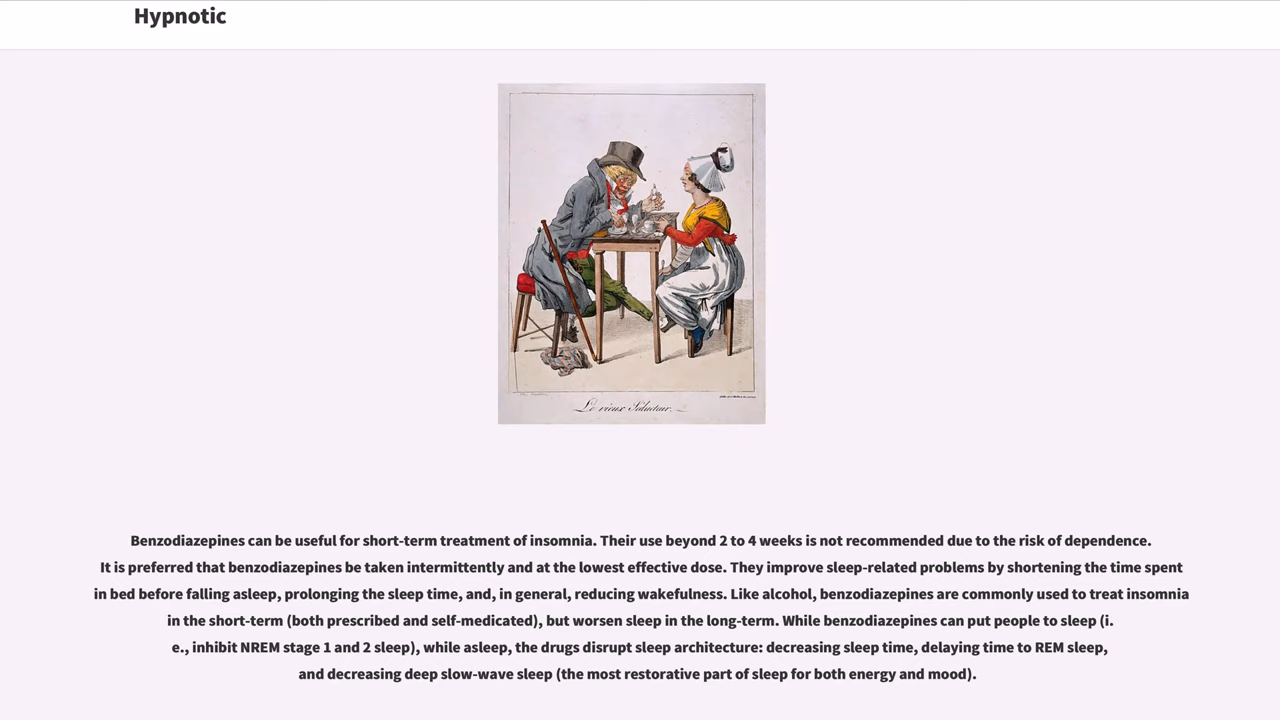 Hypnotic
Le vieux Séducteur.
Benzodiazepines can be useful for short-term treatment of insomnia. Their use beyond 2 to 4 weeks is not recommended due to the risk of dependence.
It is preferred that benzodiazepines be taken intermittently and at the lowest effective dose. They improve sleep-related problems by shortening the time spent
in bed before falling asleep, prolonging the sleep time, and, in general, reducing wakefulness. Like alcohol, benzodiazepines are commonly used to treat insomnia
in the short-term (both prescribed and self-medicated), but worsen sleep in the long-term. While benzodiazepines can put people to sleep (i.
e., inhibit NREM stage 1 and 2 sleep), while asleep, the drugs disrupt sleep architecture: decreasing sleep time, delaying time to REM sleep,
and decreasing deep slow-wave sleep (the most restorative part of sleep for both energy and mood).